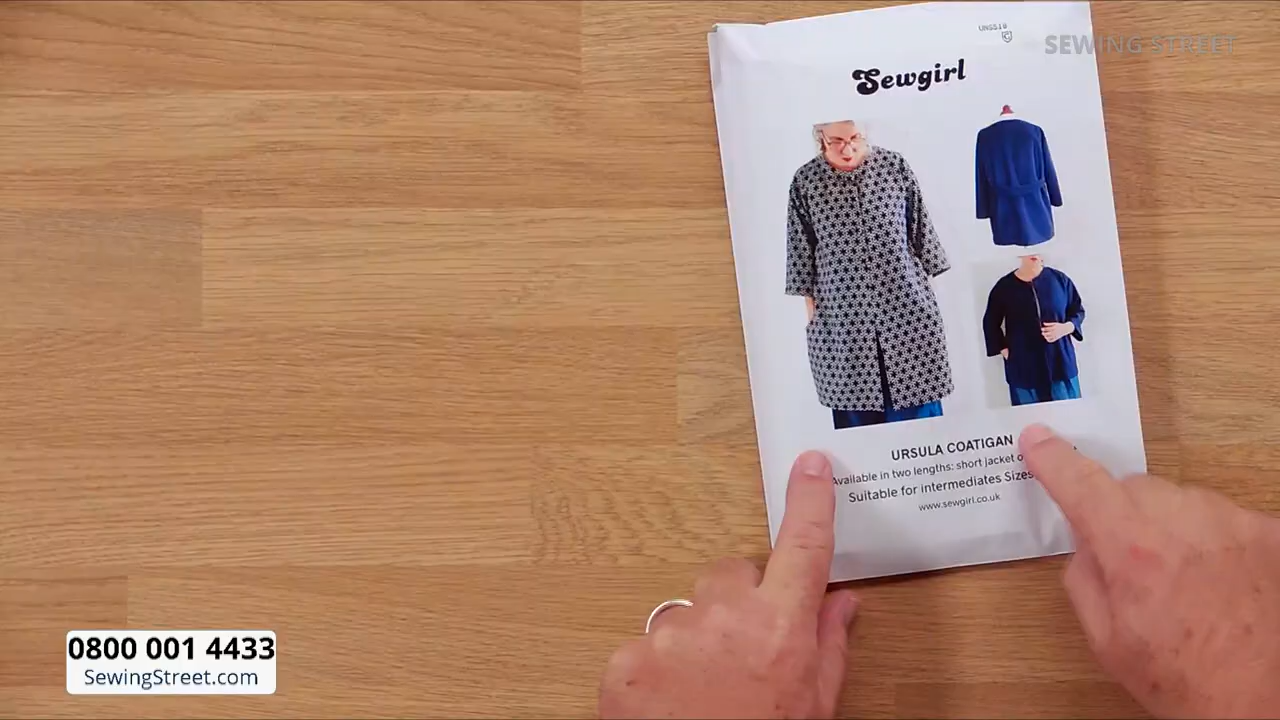 SEWING STREET
Sewgirl
URSULA COATIGAN
Available in two lengths: short jacket
Suitable for intermediates Sizes
www.sewgirl.co.uk
0800 001 4433
SewingStreet.com